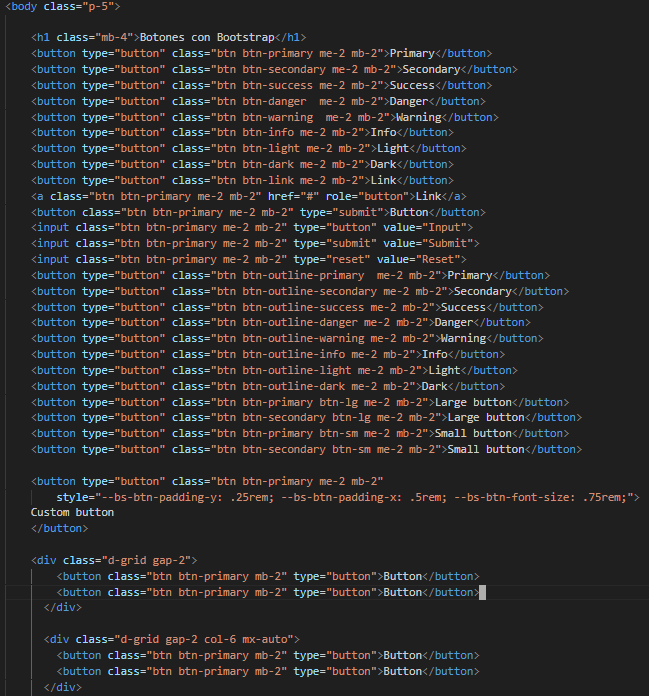 <body class="p-5">
<h1 class="mb-4">Botones con Bootstrap</h1>
<button type="button" class="btn btn-primary me-2 mb-2">Primary</button>
<button type="button" class="btn btn-secondary me-2 mb-2">Secondary</button>
<button type="button" class="btn btn-success me-2 mb-2">Success</button>
<button type="button" class="btn btn-danger  me-2 mb-2">Danger</button>
<button type="button" class="btn btn-warning  me-2 mb-2">Warning</button>
<button type="button" class="btn btn-info me-2 mb-2">Info</button>
<button type="button" class="btn btn-light me-2 mb-2">Light</button>
<button type="button" class="btn btn-dark me-2 mb-2">Dark</button>
<button type="button" class="btn btn-link me-2 mb-2">Link</button>
<a class="btn btn-primary me-2 mb-2" href="#" role="button">Link</a>
<button class="btn btn-primary me-2 mb-2" type="submit">Button</button>
<input class="btn btn-primary me-2 mb-2" type="button" value="Input">
<input class="btn btn-primary me-2 mb-2" type="submit" value="Submit">
<input class="btn btn-primary me-2 mb-2" type="reset" value="Reset">
<button type="button" class="btn btn-outline-primary  me-2 mb-2">Primary</button>
<button type="button" class="btn btn-outline-secondary me-2 mb-2">Secondary</button>
<button type="button" class="btn btn-outline-success me-2 mb-2">Success</button>
<button type="button" class="btn btn-outline-danger me-2 mb-2">Danger</button>
<button type="button" class="btn btn-outline-warning me-2 mb-2">Warning</button>
<button type="button" class="btn btn-outline-info me-2 mb-2">Info</button>
<button type="button" class="btn btn-outline-light me-2 mb-2">Light</button>
<button type="button" class="btn btn-outline-dark me-2 mb-2">Dark</button>
<button type="button" class="btn btn-primary btn-lg me-2 mb-2">Large button</button>
<button type="button" class="btn btn-secondary btn-lg me-2 mb-2">Large button</button>
<button type="button" class="btn btn-primary btn-sm me-2 mb-2">Small button</button>
<button type="button" class="btn btn-secondary btn-sm me-2 mb-2">Small button</button>
<button type="button" class="btn btn-primary me-2 mb-2"
style="--bs-btn-padding-y: .25rem; --bs-btn-padding-x: .5rem; --bs-btn-font-size: .75rem;">
Custom button
</button>
<div class="d-grid gap-2">
<button class="btn btn-primary mb-2" type="button">Button</button>
<button class="btn btn-primary mb-2" type="button">Button</button>
</div>
<div class="d-grid gap-2 col-6 mx-auto">
<button class="btn btn-primary mb-2" type="button">Button</button>
<button class="btn btn-primary mb-2" type="button">Button</button>
</div>